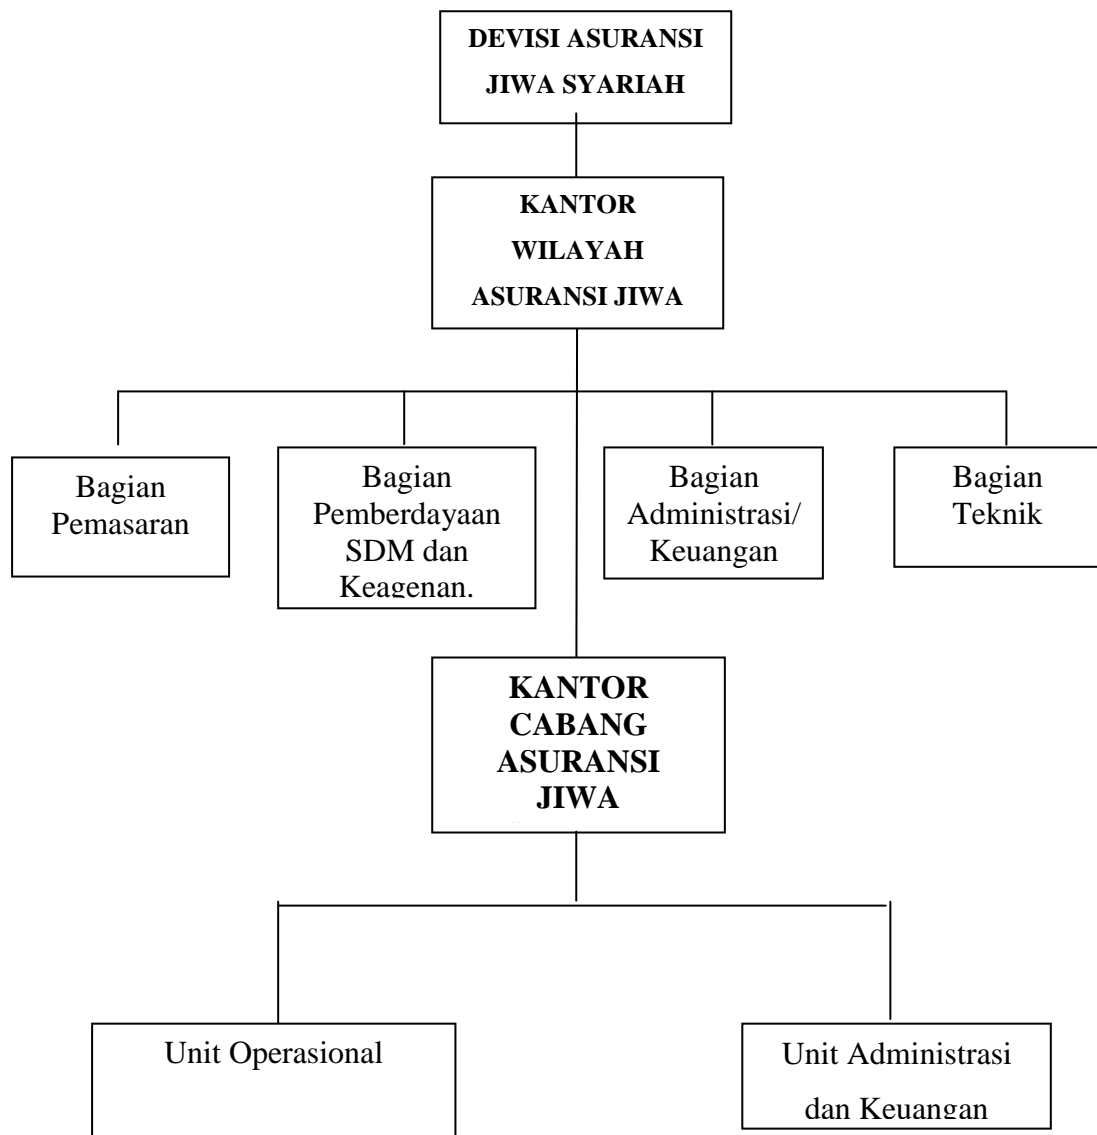 DEVISI ASURANSI
JIWA SYARIAH
KANTOR
WILAYAH
ASURANSI JIWA
Bagian
Pemasaran
Bagian
Pemberdayaan
SDM dan
Keagenan.
Bagian
Administrasi/
Keuangan
Bagian
Teknik
KANTOR
CABANG
ASURANSI
JIWA
Unit Operasional
Unit Administrasi
dan Keuangan